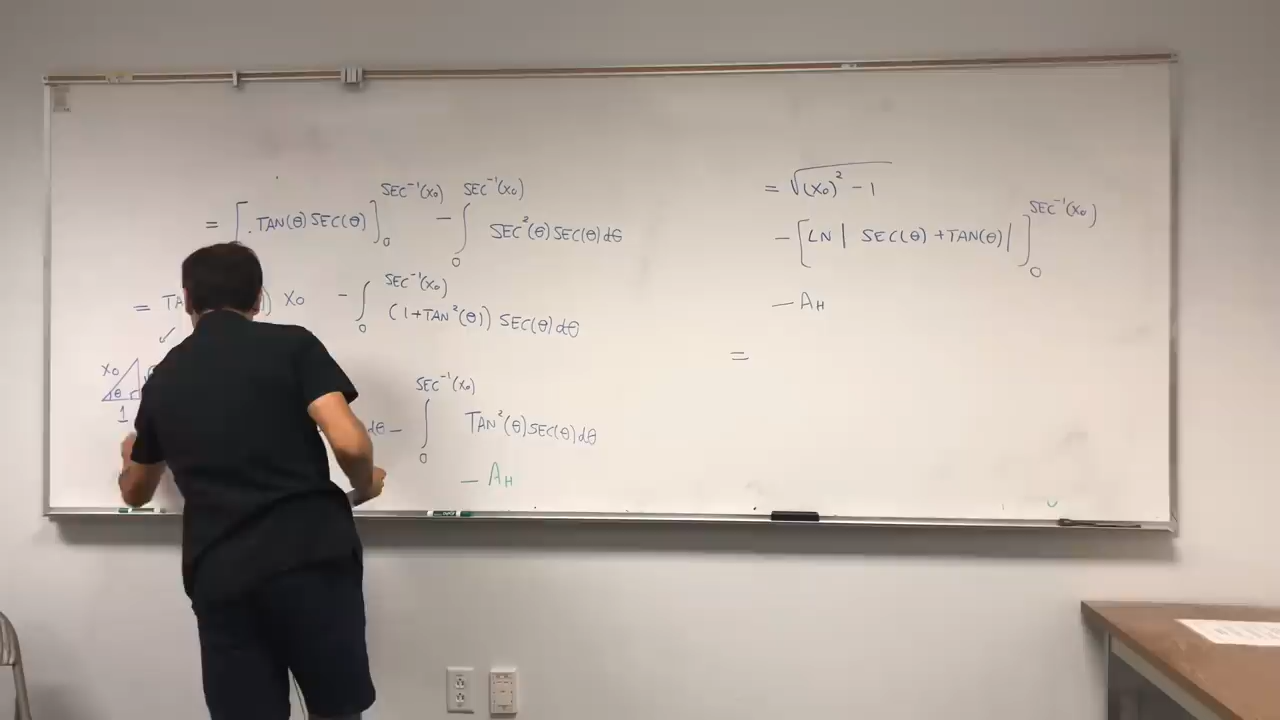 = [ TAN(θ) SEC(θ) ]₀^SEC⁻¹(x₀) − ∫₀^SEC⁻¹(x₀) SEC²(θ) SEC(θ) dθ
= TA ) x₀ − ∫₀^SEC⁻¹(x₀) (1+TAN²(θ)) SEC(θ) dθ
x₀
θ
1
dθ − ∫₀^SEC⁻¹(x₀) TAN²(θ) SEC(θ) dθ
− A_H
= √(x₀)² − 1
− [ LN | SEC(θ) + TAN(θ) | ]₀^SEC⁻¹(x₀)
− A_H
=